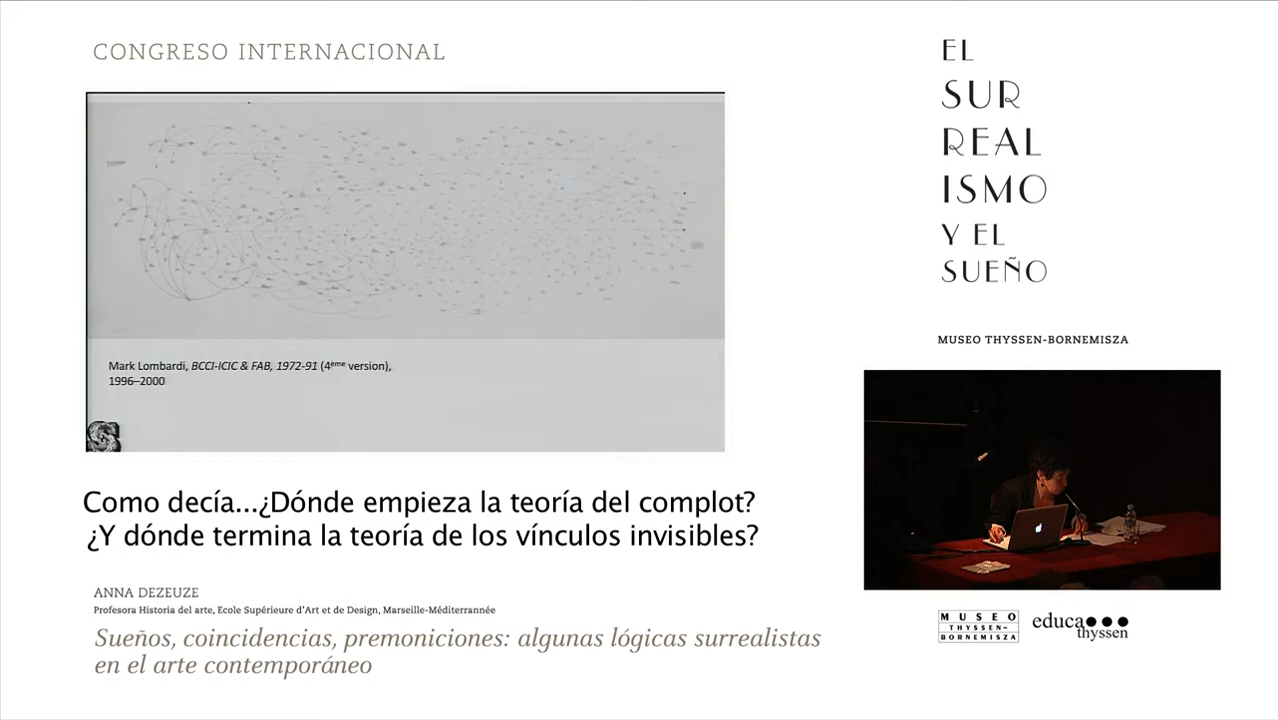 CONGRESO INTERNACIONAL
EL
SUR
REAL
ISMO
Y EL
SUEÑO
MUSEO THYSSEN-BORNEMISZA
Mark Lombardi, BCCI-ICIC & FAB, 1972-91 (4ème version),
1996–2000
Como decía...¿Dónde empieza la teoría del complot?
¿Y dónde termina la teoría de los vínculos invisibles?
ANNA DEZEUZE
Profesora Historia del arte, Ecole Supérieure d'Art et de Design, Marseille-Méditerrannée
Sueños, coincidencias, premoniciones: algunas lógicas surrealistas
en el arte contemporáneo
MUSEO
THYSSEN-
BORNEMISZA
educa
thyssen